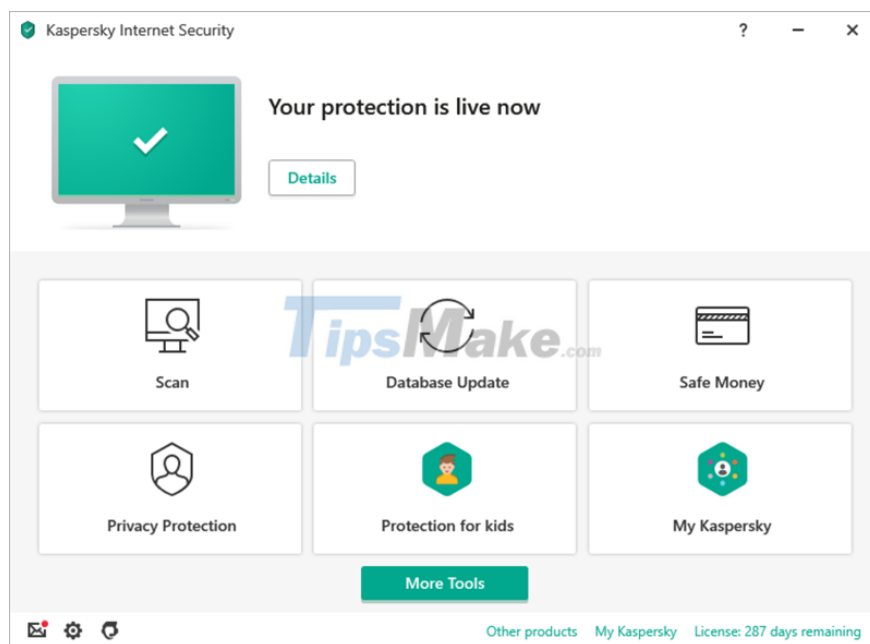 Kaspersky Internet Security
?
Your protection is live now
Details
TipsMake.com
Scan
Database Update
Safe Money
Privacy Protection
Protection for kids
My Kaspersky
More Tools
Other products My Kaspersky License: 287 days remaining